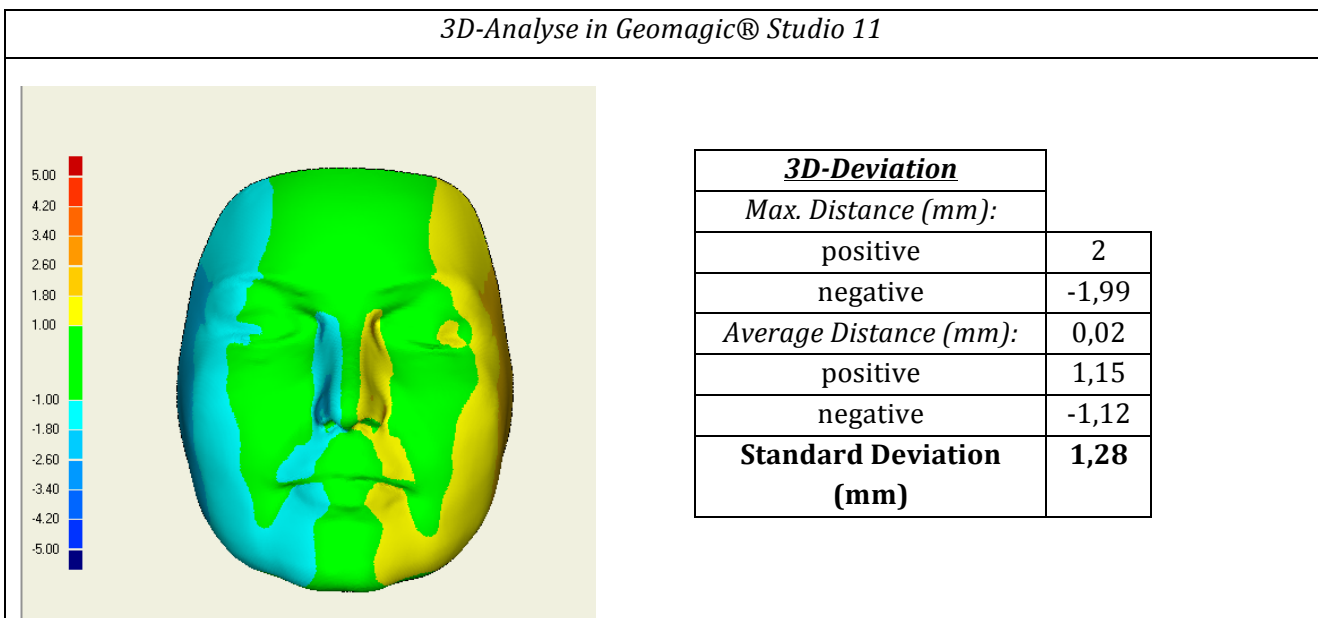 3D-Analyse in Geomagic® Studio 11
5.00
4.20
3.40
2.60
1.80
1.00
-1.00
-1.80
-2.60
-3.40
-4.20
-5.00
3D-Deviation
Max. Distance (mm):
positive 2
negative -1,99
Average Distance (mm): 0,02
positive 1,15
negative -1,12
Standard Deviation 1,28
(mm)